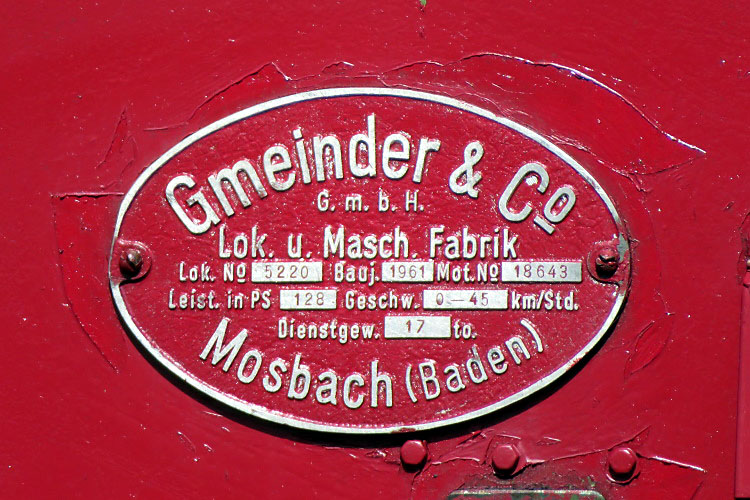 Gmeinder & Cº
G. m. b. H.
Lok. u. Masch. Fabrik
Lok. Nº 5220 Bauj. 1961 Mot. Nº 18643
Leist. in PS 128 Geschw. 0—45 km/Std.
Dienstgew. 17 to.
Mosbach (Baden)